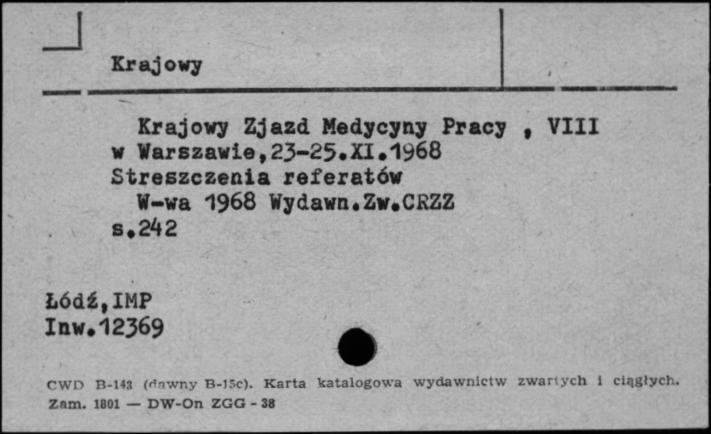 Krajowy
Krajowy Zjazd Medycyny Pracy , VIII
w Warszawie,23-25.XI.1968
Streszczenia referatów
W-wa 1968 Wydawn.Zw.CRZZ
s.242
Łódź,IMP
Inw.12369
CWD B-143 (dawny B-15c). Karta katalogowa wydawnictw zwartych i ciągłych.
Zam. 1801 — DW-On ZGG - 38